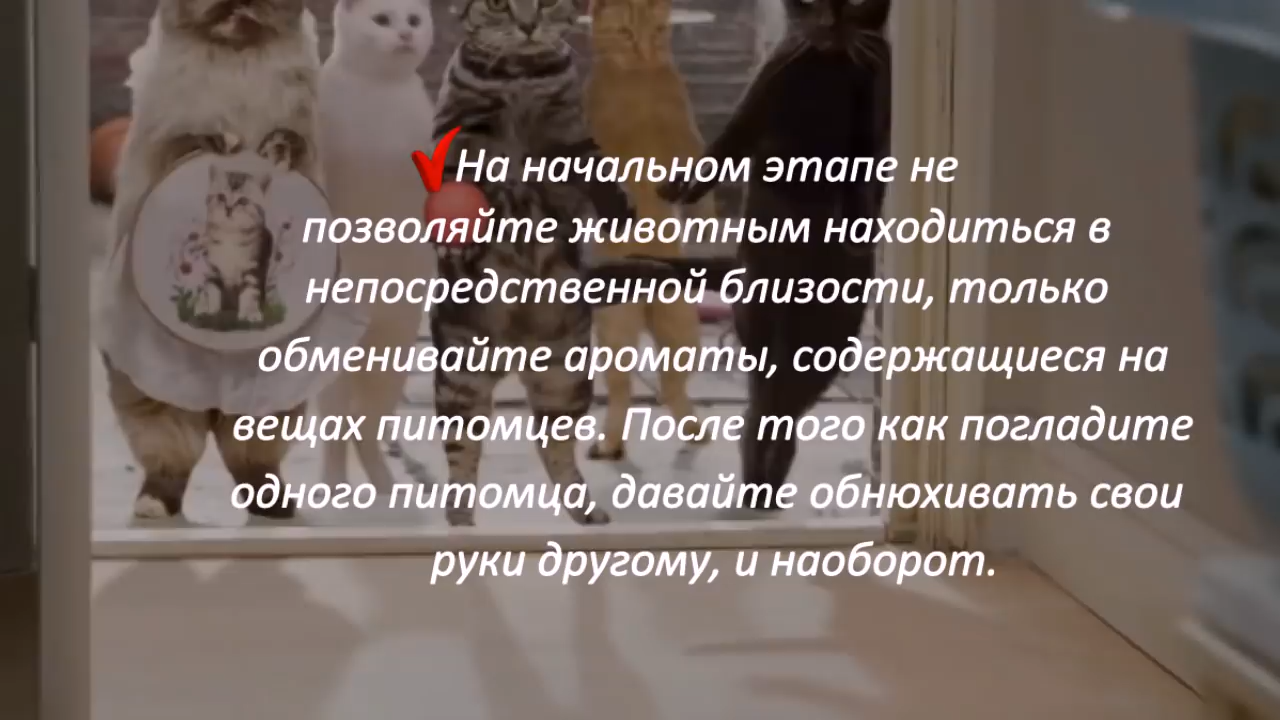 На начальном этапе не
позволяйте животным находиться в
непосредственной близости, только
обменивайте ароматы, содержащиеся на
вещах питомцев. После того как погладите
одного питомца, давайте обнюхивать свои
руки другому, и наоборот.